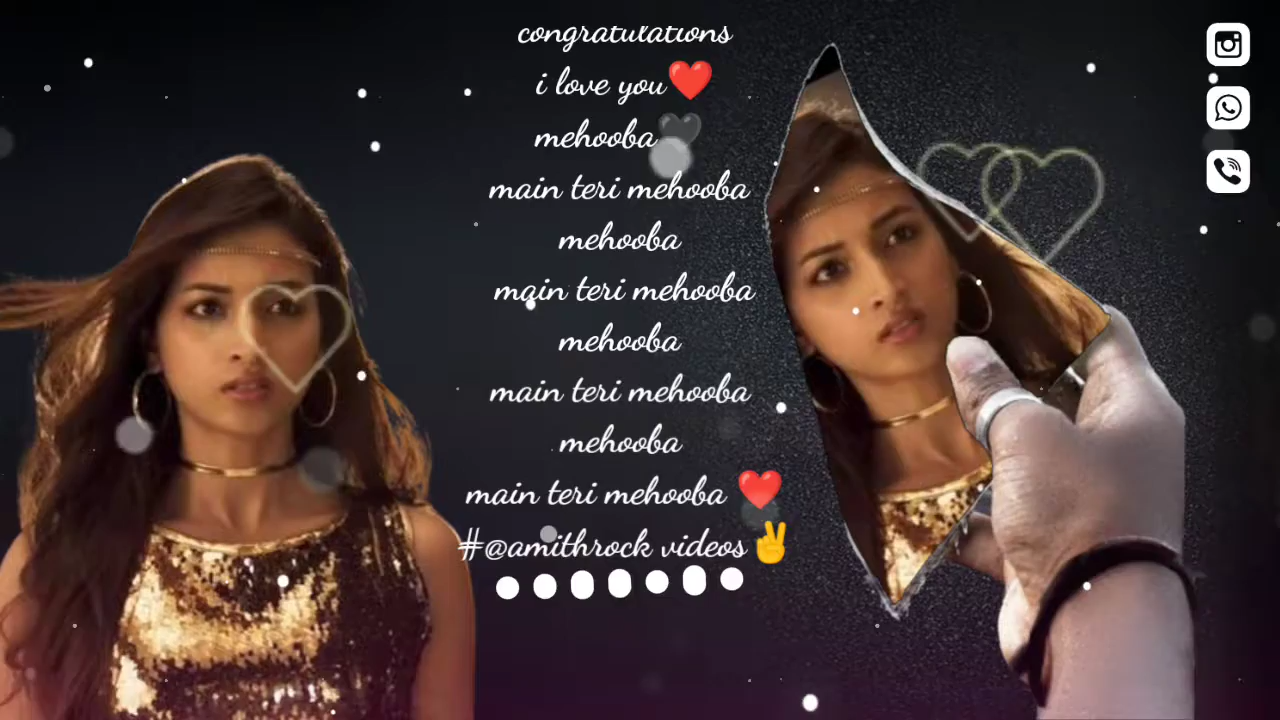 congratulations
i love you❤️
mehooba🖤
main teri mehooba
mehooba
main teri mehooba
mehooba
main teri mehooba
mehooba
main teri mehooba ❤️
#@amithrock videos✌️